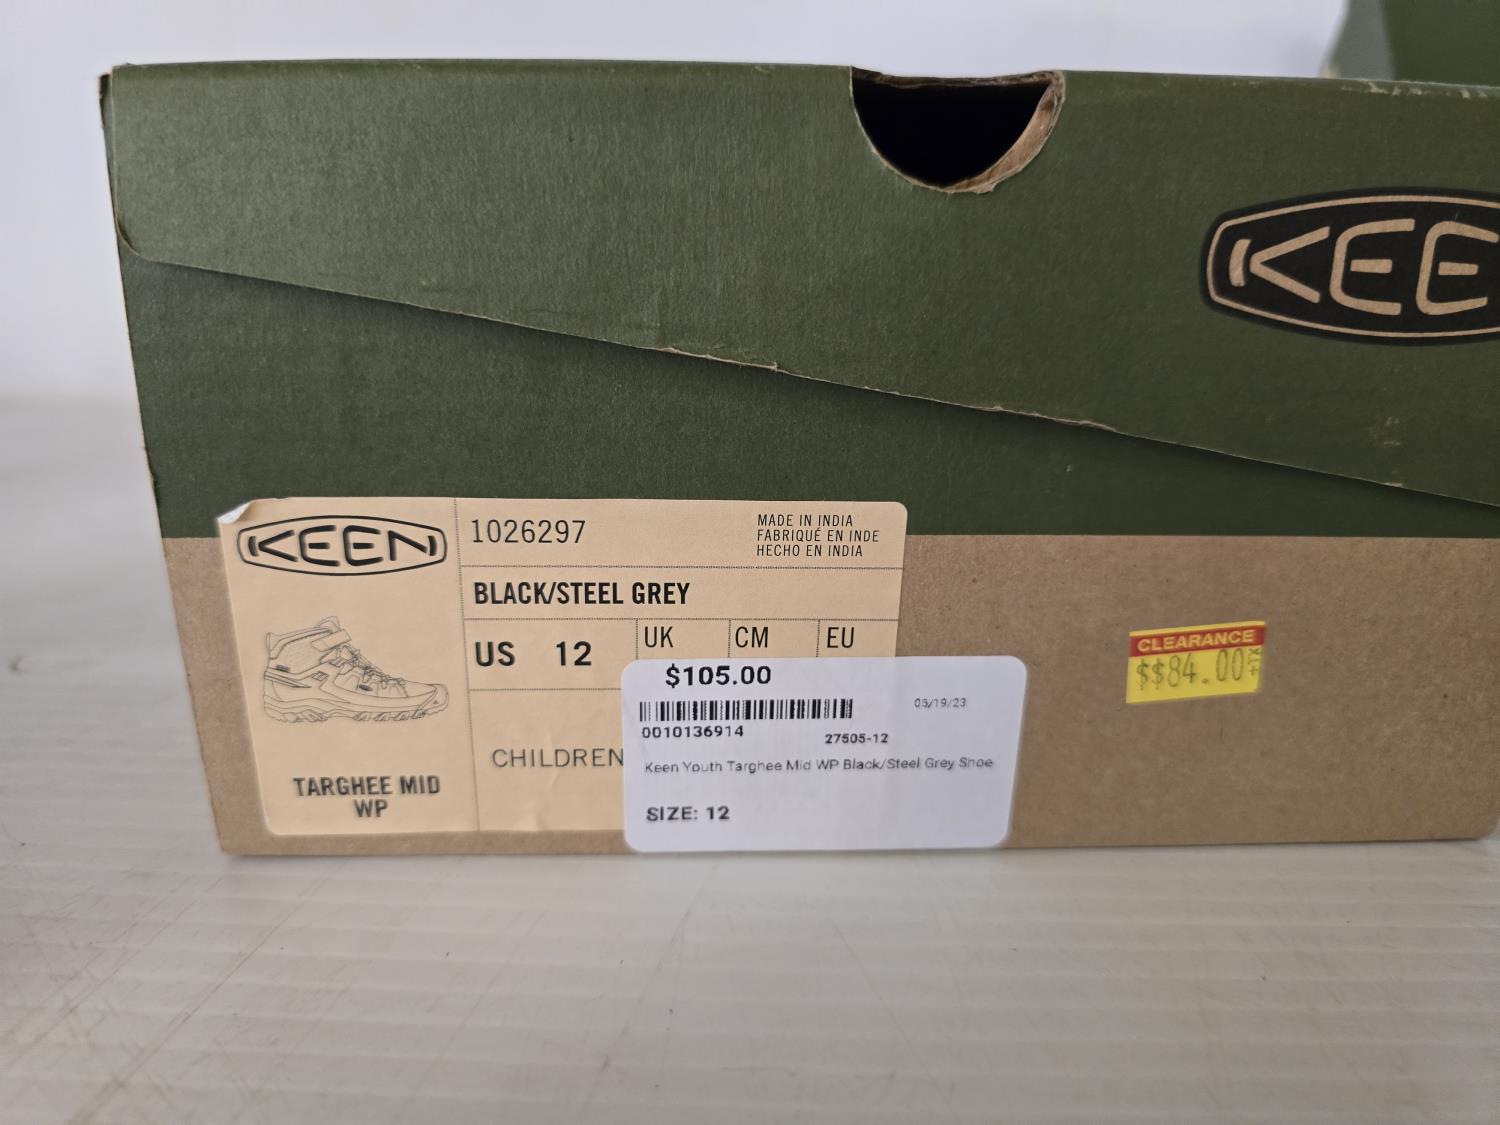 KEE
KEEN
1026297
MADE IN INDIA
FABRIQUÉ EN INDE
HECHO EN INDIA
BLACK/STEEL GREY
US 12
UK
CM
EU
CHILDREN
TARGHEE MID
WP
$105.00
05/19/23
0010136914
27505-12
Keen Youth Targhee Mid WP Black/Steel Grey Shoe
SIZE: 12
CLEARANCE
$$84.00